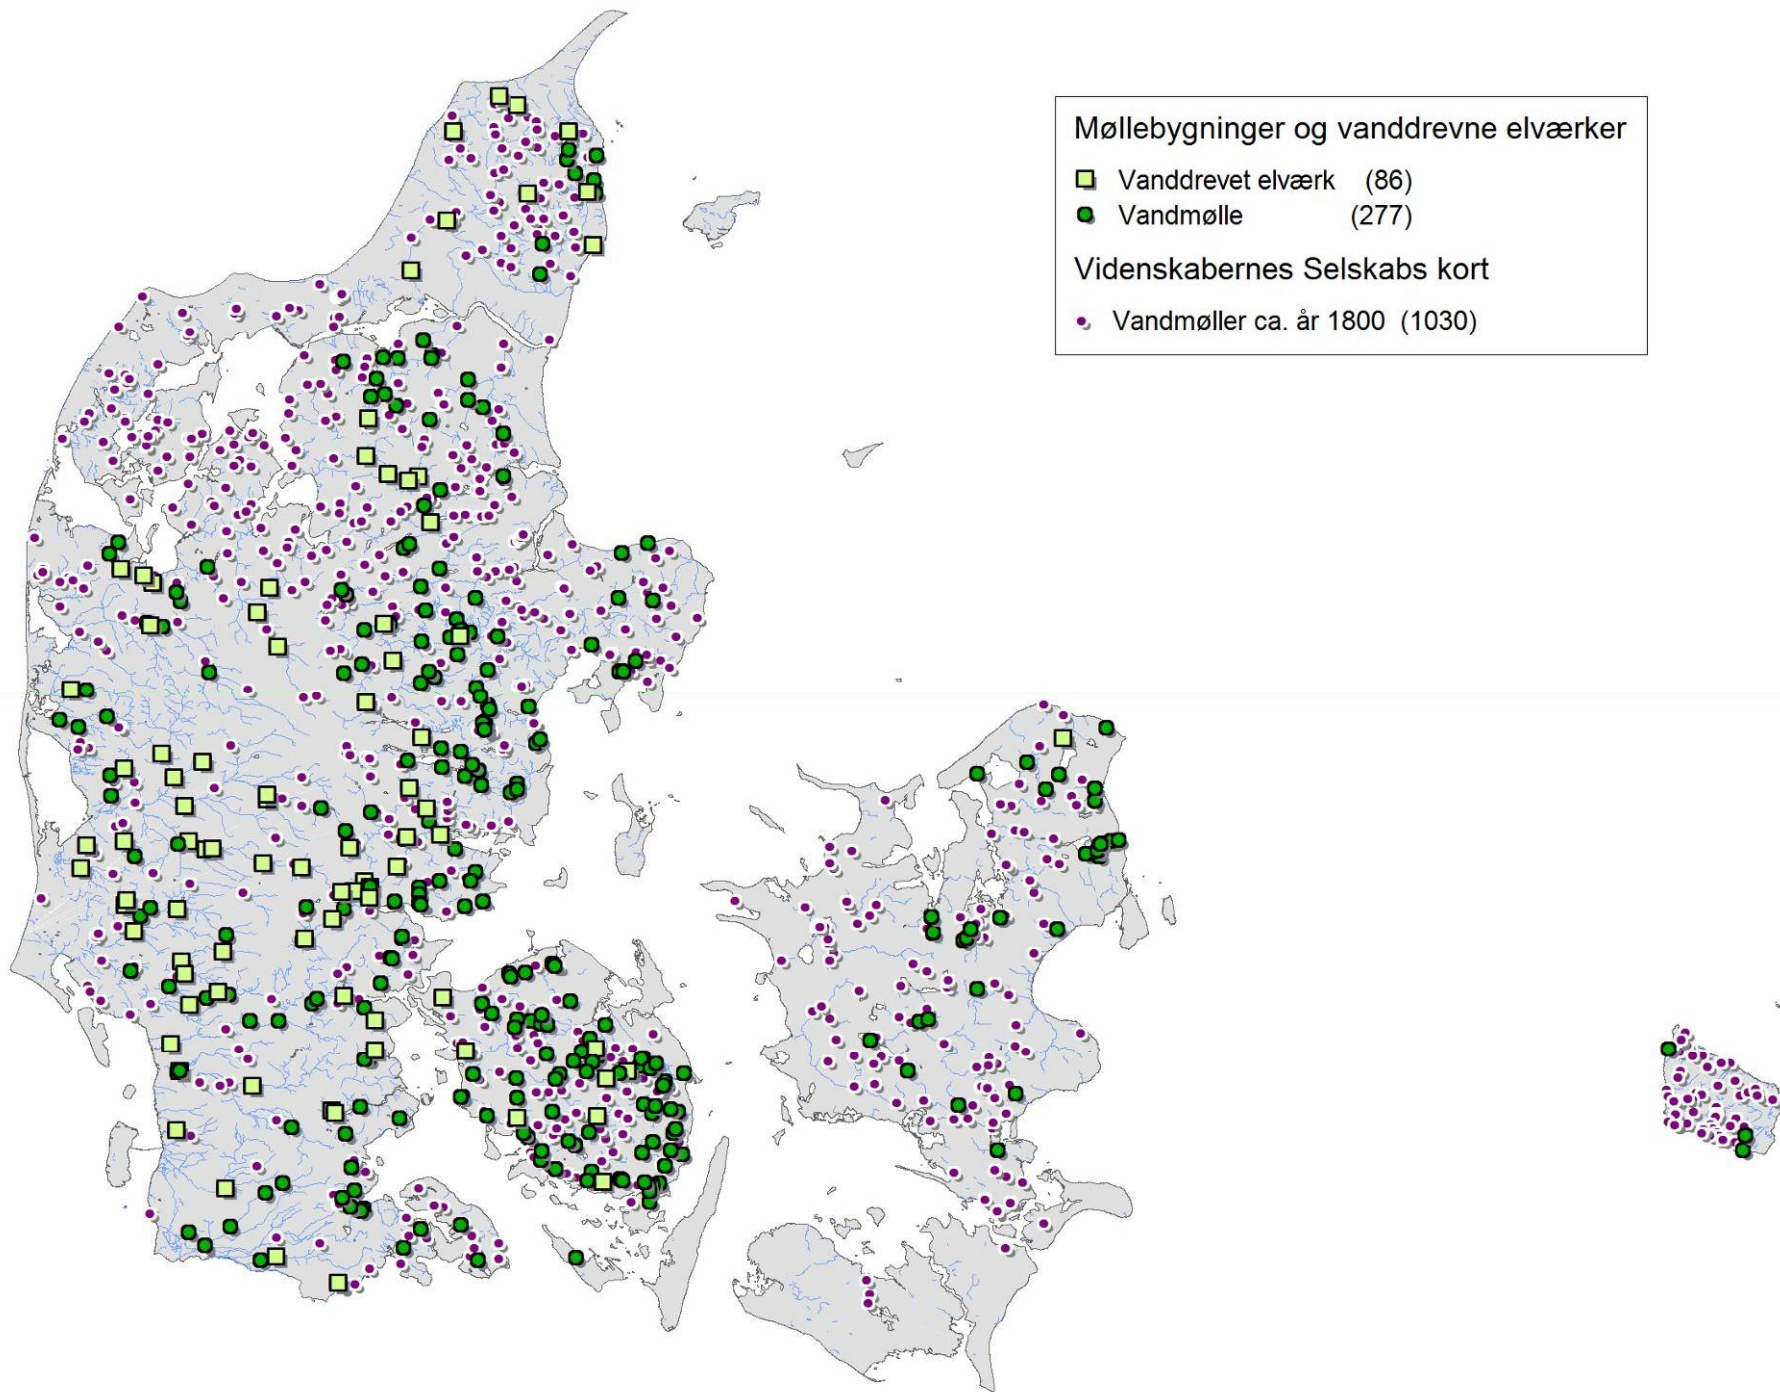 Møllebygninger og vanddrevne elværker
Vanddrevet elværk (86)
Vandmølle (277)
Videnskabernes Selskabs kort
Vandmøller ca. år 1800 (1030)